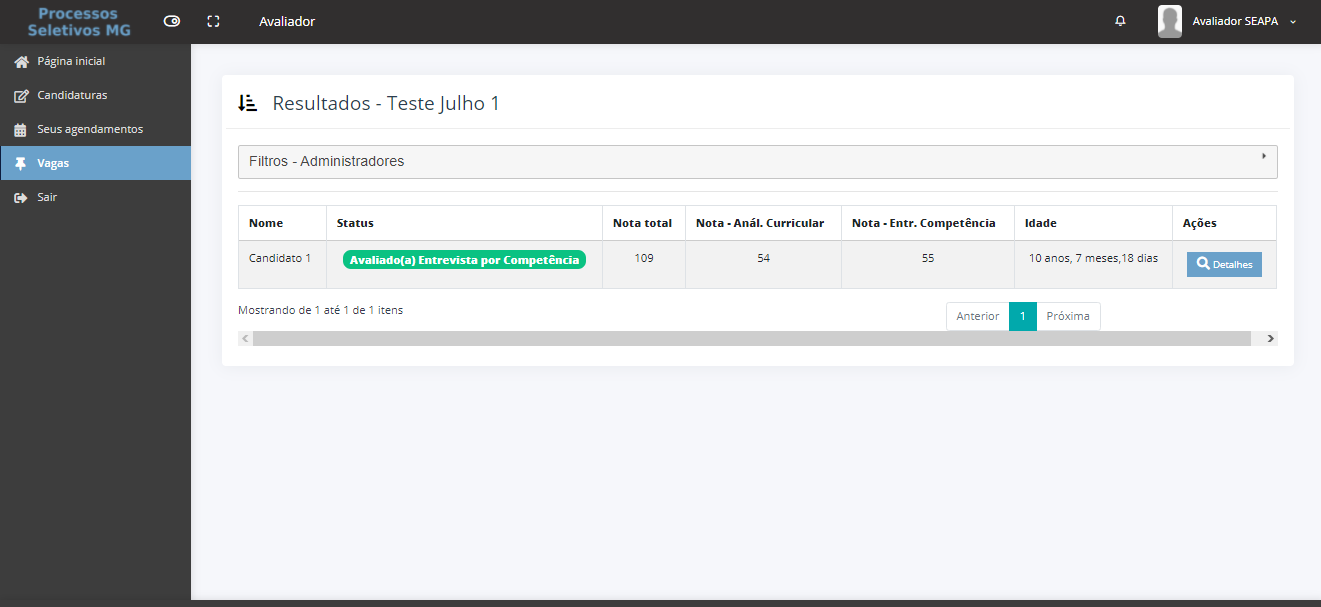 Processos
Seletivos MG
Avaliador
Avaliador SEAPA
Página inicial
Candidaturas
Seus agendamentos
Vagas
Sair
Resultados - Teste Julho 1
Filtros - Administradores
Nome Status Nota total Nota - Anál. Curricular Nota - Entr. Competência Idade Ações
Candidato 1 Avaliado(a) Entrevista por Competência 109 54 55 10 anos, 7 meses,18 dias Detalhes
Mostrando de 1 até 1 de 1 itens
Anterior 1 Próxima